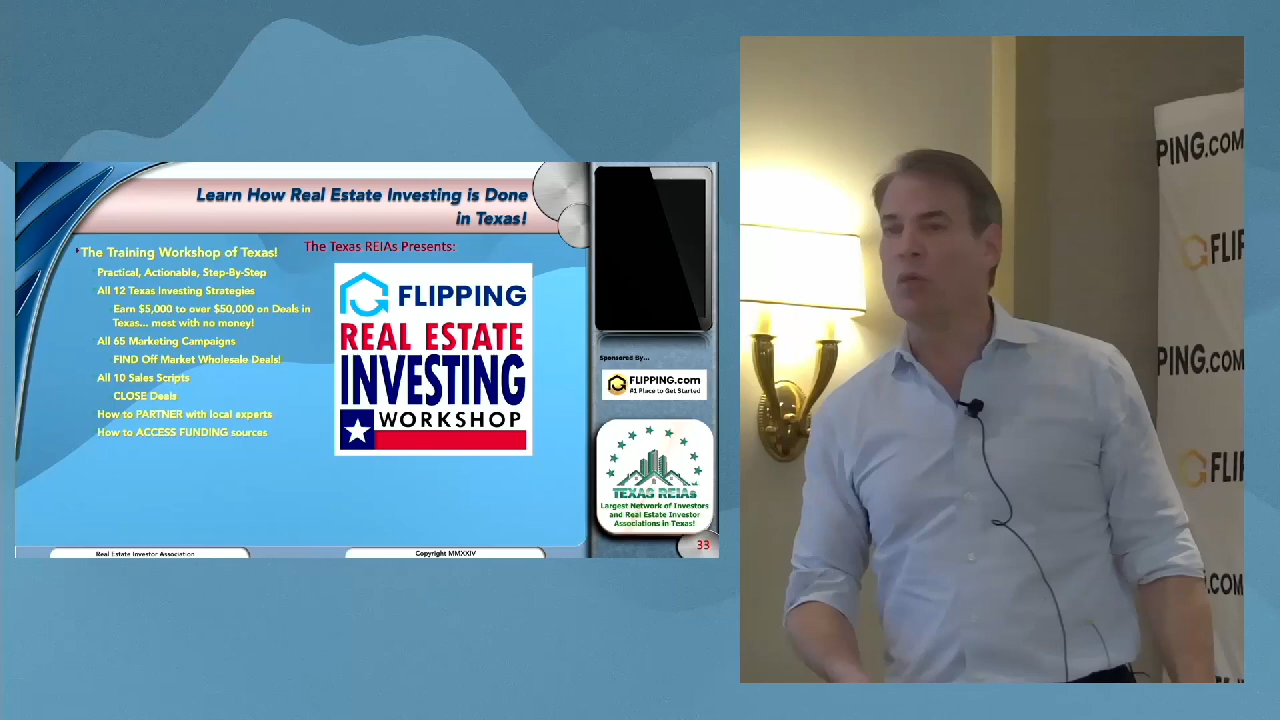 Learn How Real Estate Investing is Done
in Texas!
The Training Workshop of Texas!
Practical, Actionable, Step-By-Step
All 12 Texas Investing Strategies
Earn $5,000 to over $50,000 on Deals in
Texas... most with no money!
All 65 Marketing Campaigns
FIND Off Market Wholesale Deals!
All 10 Sales Scripts
CLOSE Deals
How to PARTNER with local experts
How to ACCESS FUNDING sources
The Texas REIAs Presents:
FLIPPING
REAL ESTATE
INVESTING
WORKSHOP
Sponsored By...
FLIPPING.com
#1 Place to Get Started
TEXAS REIAs
Largest Network of Investors
and Real Estate Investor
Associations in Texas!
33
Real Estate Investor Association
Copyright MMXXIV
PING.COM
FLIP
PING.COM
FLIP
.COM
FLI